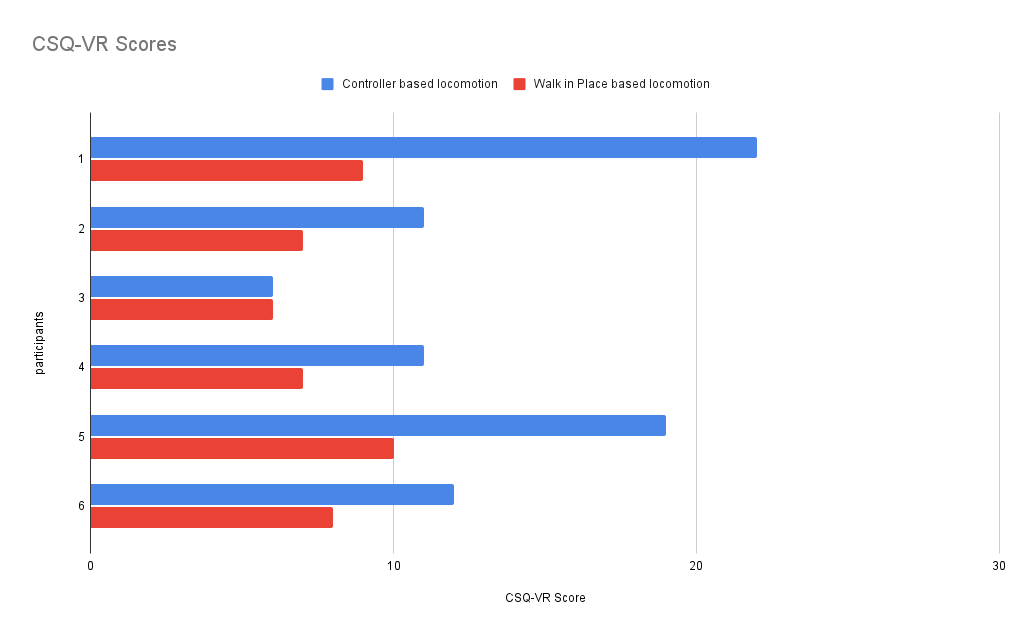 CSQ-VR Scores
Controller based locomotion
Walk in Place based locomotion
participants
1
2
3
4
5
6
0
10
20
30
CSQ-VR Score